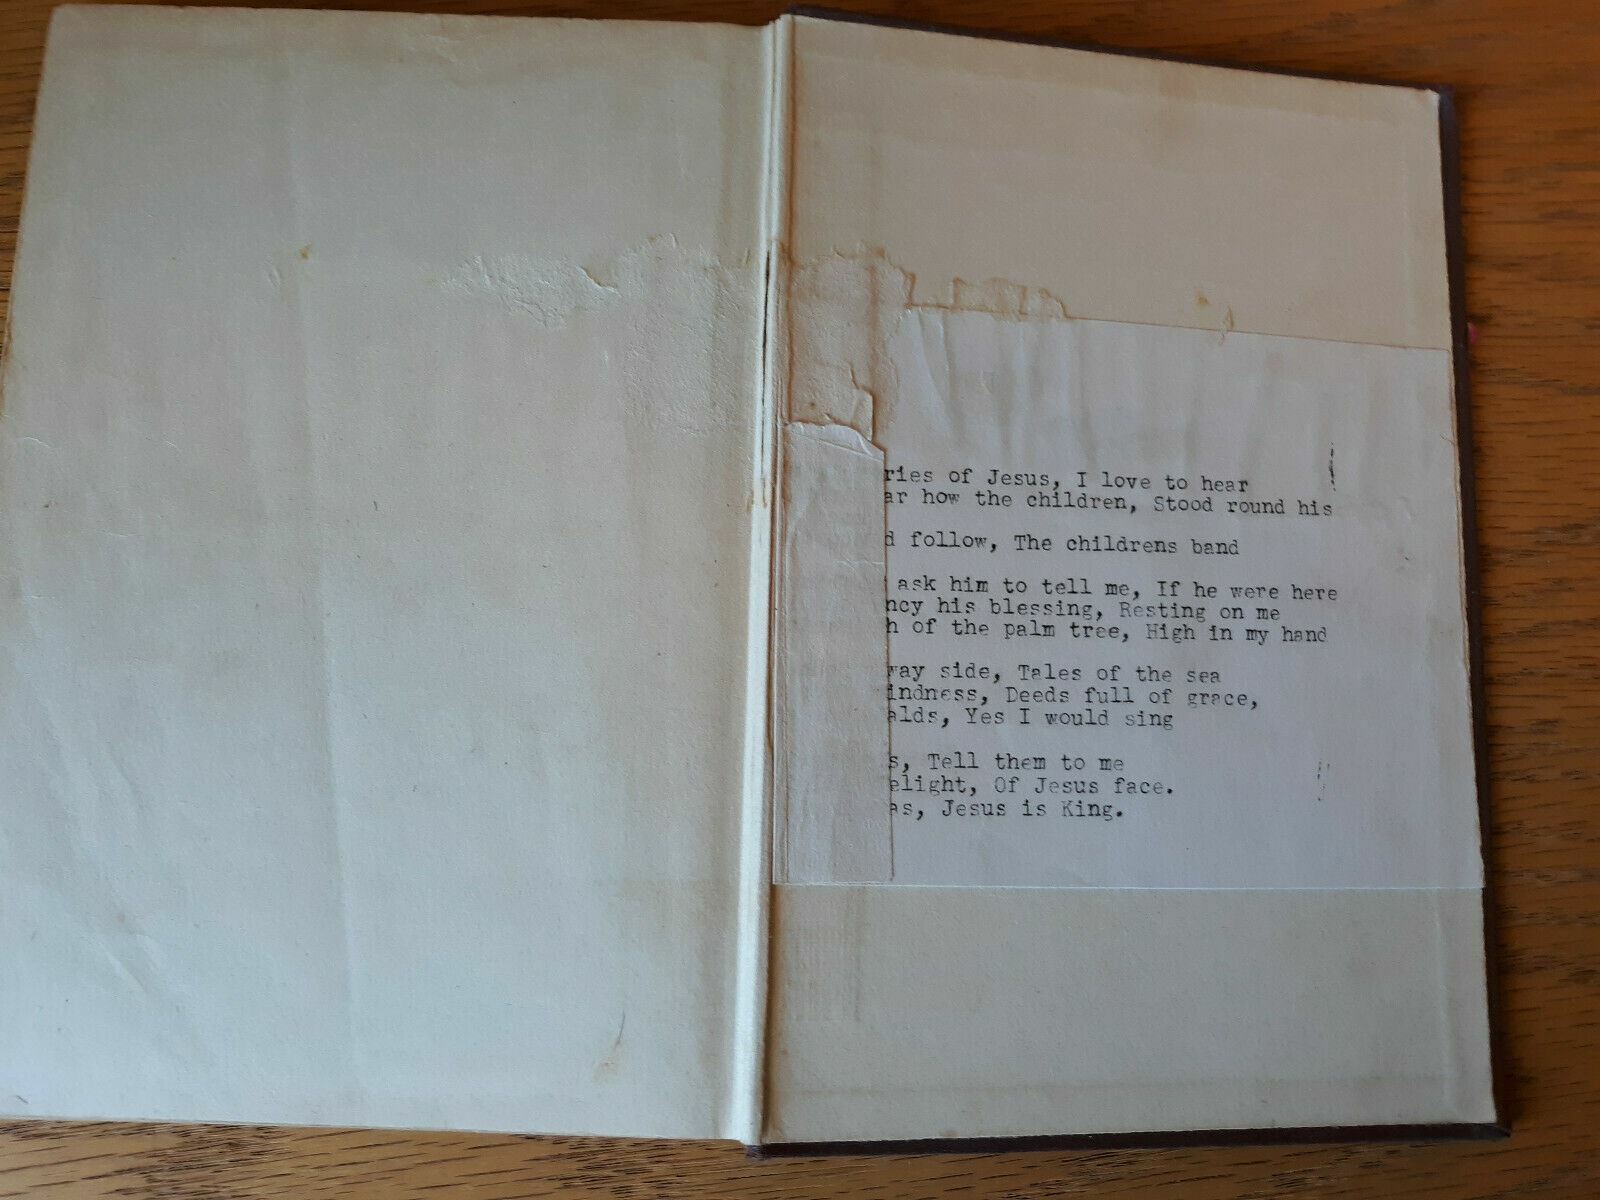 ries of Jesus, I love to hear
ar how the children, Stood round his
d follow, The childrens band
ask him to tell me, If he were here
ncy his blessing, Resting on me
h of the palm tree, High in my hand
way side, Tales of the sea
indness, Deeds full of grace,
alds, Yes I would sing
s, Tell them to me
elight, Of Jesus face.
as, Jesus is King.